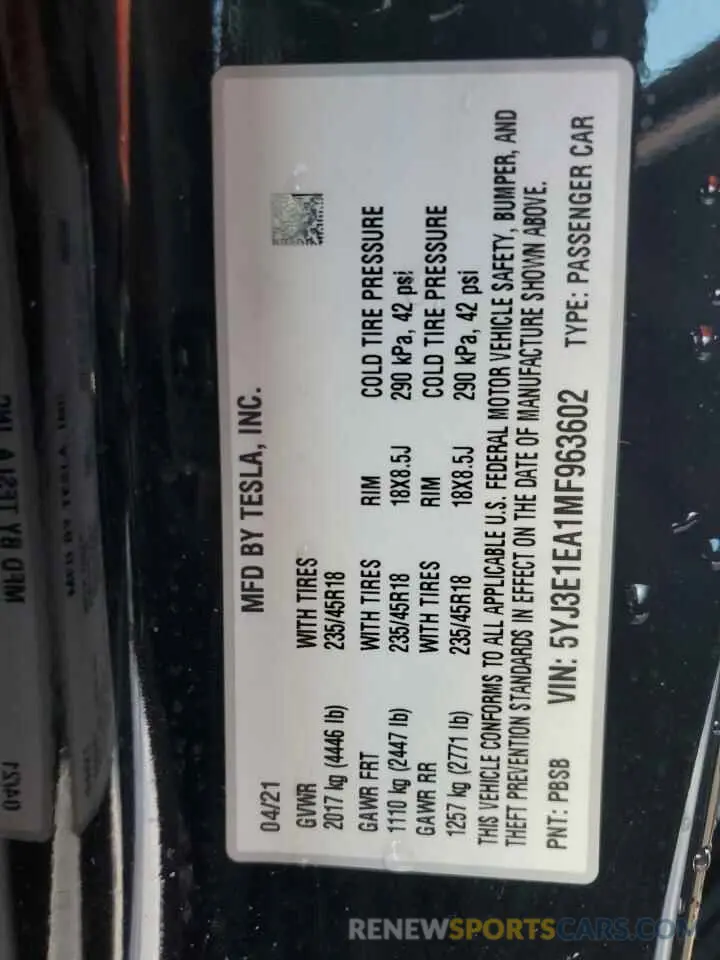 MFD BY TESLA, INC.
04/21
GVWR WITH TIRES
2017 kg (4446 lb) 235/45R18
GAWR FRT WITH TIRES RIM COLD TIRE PRESSURE
1110 kg (2447 lb) 235/45R18 18X8.5J 290 kPa, 42 psi
GAWR RR WITH TIRES RIM COLD TIRE PRESSURE
1257 kg (2771 lb) 235/45R18 18X8.5J 290 kPa, 42 psi
THIS VEHICLE CONFORMS TO ALL APPLICABLE U.S. FEDERAL MOTOR VEHICLE SAFETY, BUMPER, AND
THEFT PREVENTION STANDARDS IN EFFECT ON THE DATE OF MANUFACTURE SHOWN ABOVE.
PNT: PBSB VIN: 5YJ3E1EA1MF963602 TYPE: PASSENGER CAR
RENEWSPORTSCARS.COM